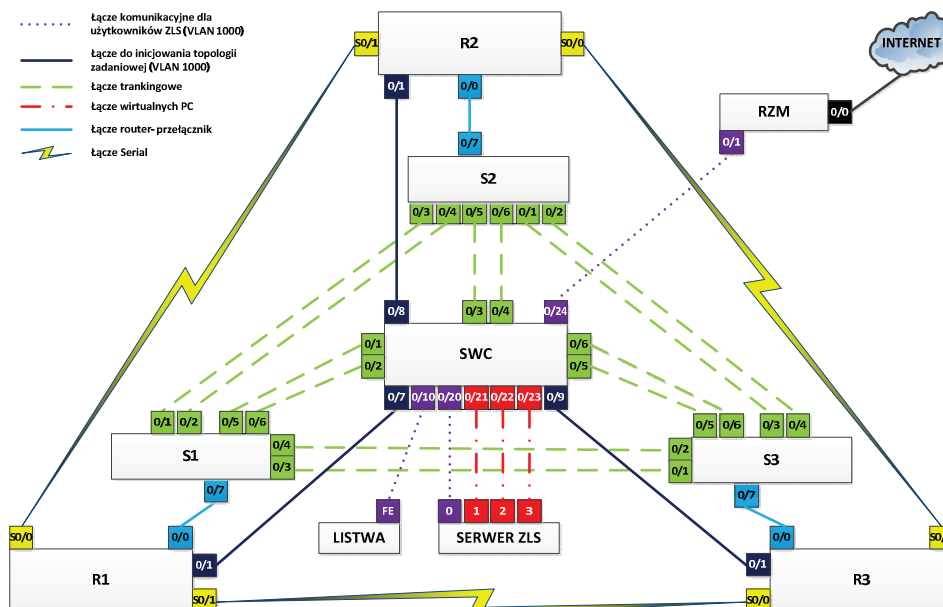 Łącze komunikacyjne dla
użytkowników ZLS (VLAN 1000)
Łącze do inicjowania topologii
zadaniowej (VLAN 1000)
Łącze trankingowe
Łącze wirtualnych PC
Łącze router- przełącznik
Łącze Serial
S0/1
R2
S0/0
0/1
0/0
INTERNET
RZM
0/0
0/1
0/7
S2
0/3
0/4
0/5
0/6
0/1
0/2
0/8
0/3
0/4
0/24
0/1
0/2
SWC
0/6
0/5
0/7
0/10
0/20
0/21
0/22
0/23
0/9
0/1
0/2
0/5
0/6
S1
0/4
0/3
0/7
0/5
0/6
0/3
0/4
0/2
0/1
S3
0/7
FE
LISTWA
0
1
2
3
SERWER ZLS
S0/0
0/0
0/1
R1
S0/1
0/0
0/1
R3
S0/0